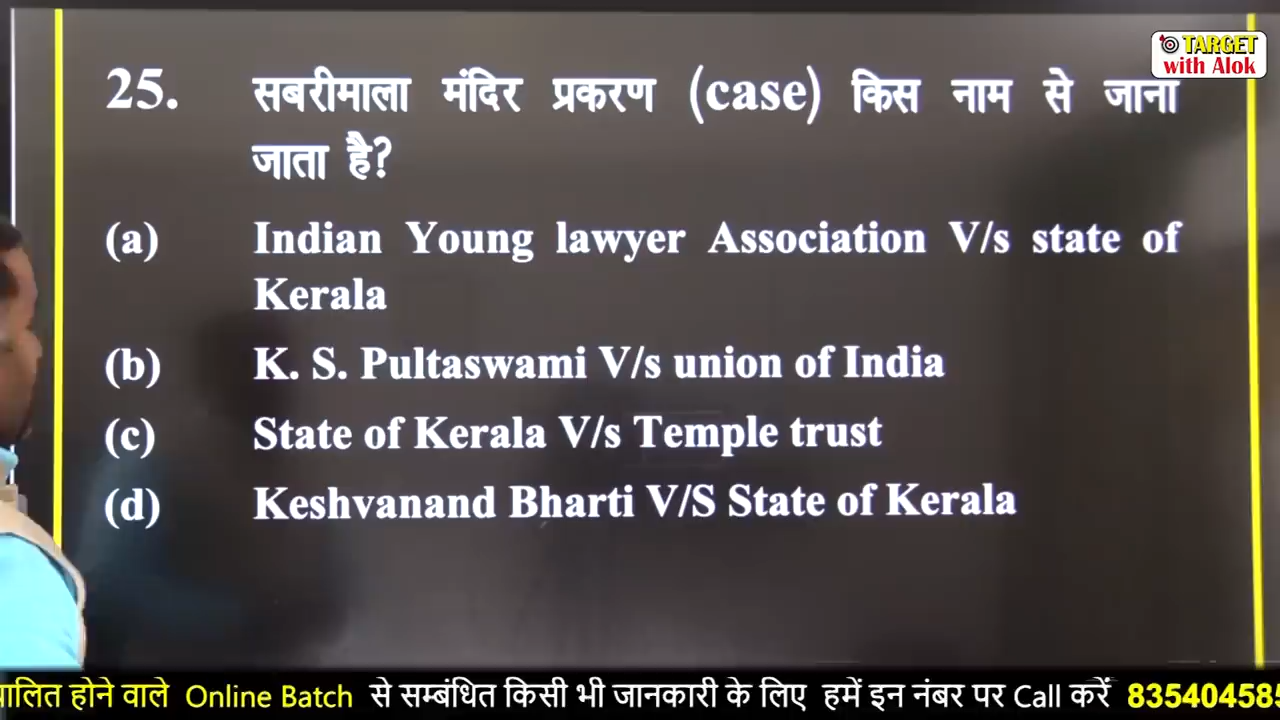 TARGET
with Alok
25. सबरीमाला मंदिर प्रकरण (case) किस नाम से जाना
जाता है?
(a) Indian Young lawyer Association V/s state of
Kerala
(b) K. S. Pultaswami V/s union of India
(c) State of Kerala V/s Temple trust
(d) Keshvanand Bharti V/S State of Kerala
होने वाले Online Batch से सम्बंधित किसी भी जानकारी के लिए हमें इन नंबर पर Call करें